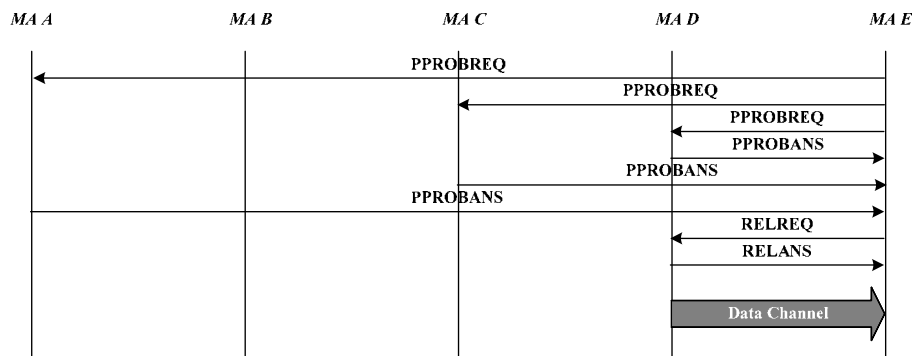 MA A MA B MA C MA D MA E
PPROBREQ
PPROBREQ
PPROBREQ
PPROBANS
PPROBANS
PPROBANS
RELREQ
RELANS
Data Channel